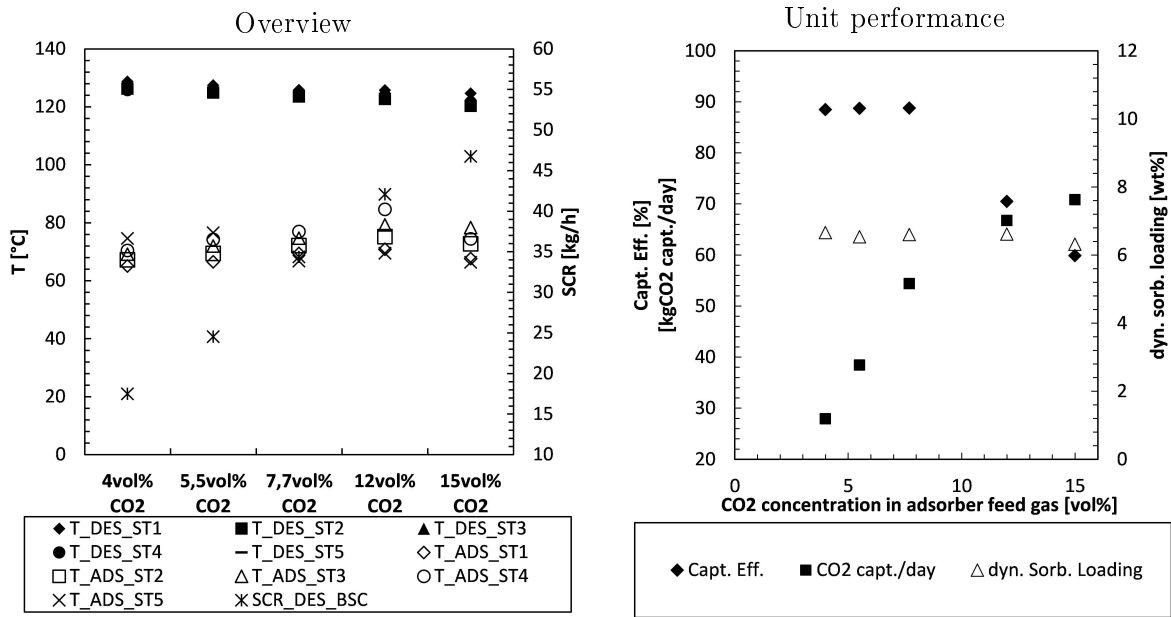 Overview
140
120
100
80
60
40
20
0
T [°C]
60
55
50
45
40
35
30
25
20
15
10
SCR [kg/h]
4vol% CO2
5,5vol% CO2
7,7vol% CO2
12vol% CO2
15vol% CO2
T_DES_ST1
T_DES_ST2
T_DES_ST3
T_DES_ST4
T_DES_ST5
T_ADS_ST1
T_ADS_ST2
T_ADS_ST3
T_ADS_ST4
T_ADS_ST5
SCR_DES_BSC
Unit performance
100
90
80
70
60
50
40
30
20
Capt. Eff. [%]
[kgCO2 capt./day]
12
10
8
6
4
2
0
dyn. sorb. loading [wt%]
0
5
10
15
CO2 concentration in adsorber feed gas [vol%]
Capt. Eff.
CO2 capt./day
dyn. Sorb. Loading